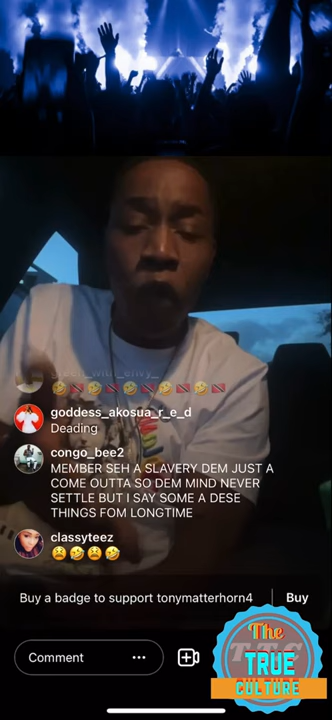 green_with_envy_
goddess_akosua_r_e_d
Deading
congo_bee2
MEMBER SEH A SLAVERY DEM JUST A
COME OUTTA SO DEM MIND NEVER
SETTLE BUT I SAY SOME A DESE
THINGS FOM LONGTIME
classyteez
😫🤣😫🤣
Buy a badge to support tonymatterhorn4
Buy
Comment
The
T.T.C
TRUE
CULTURE